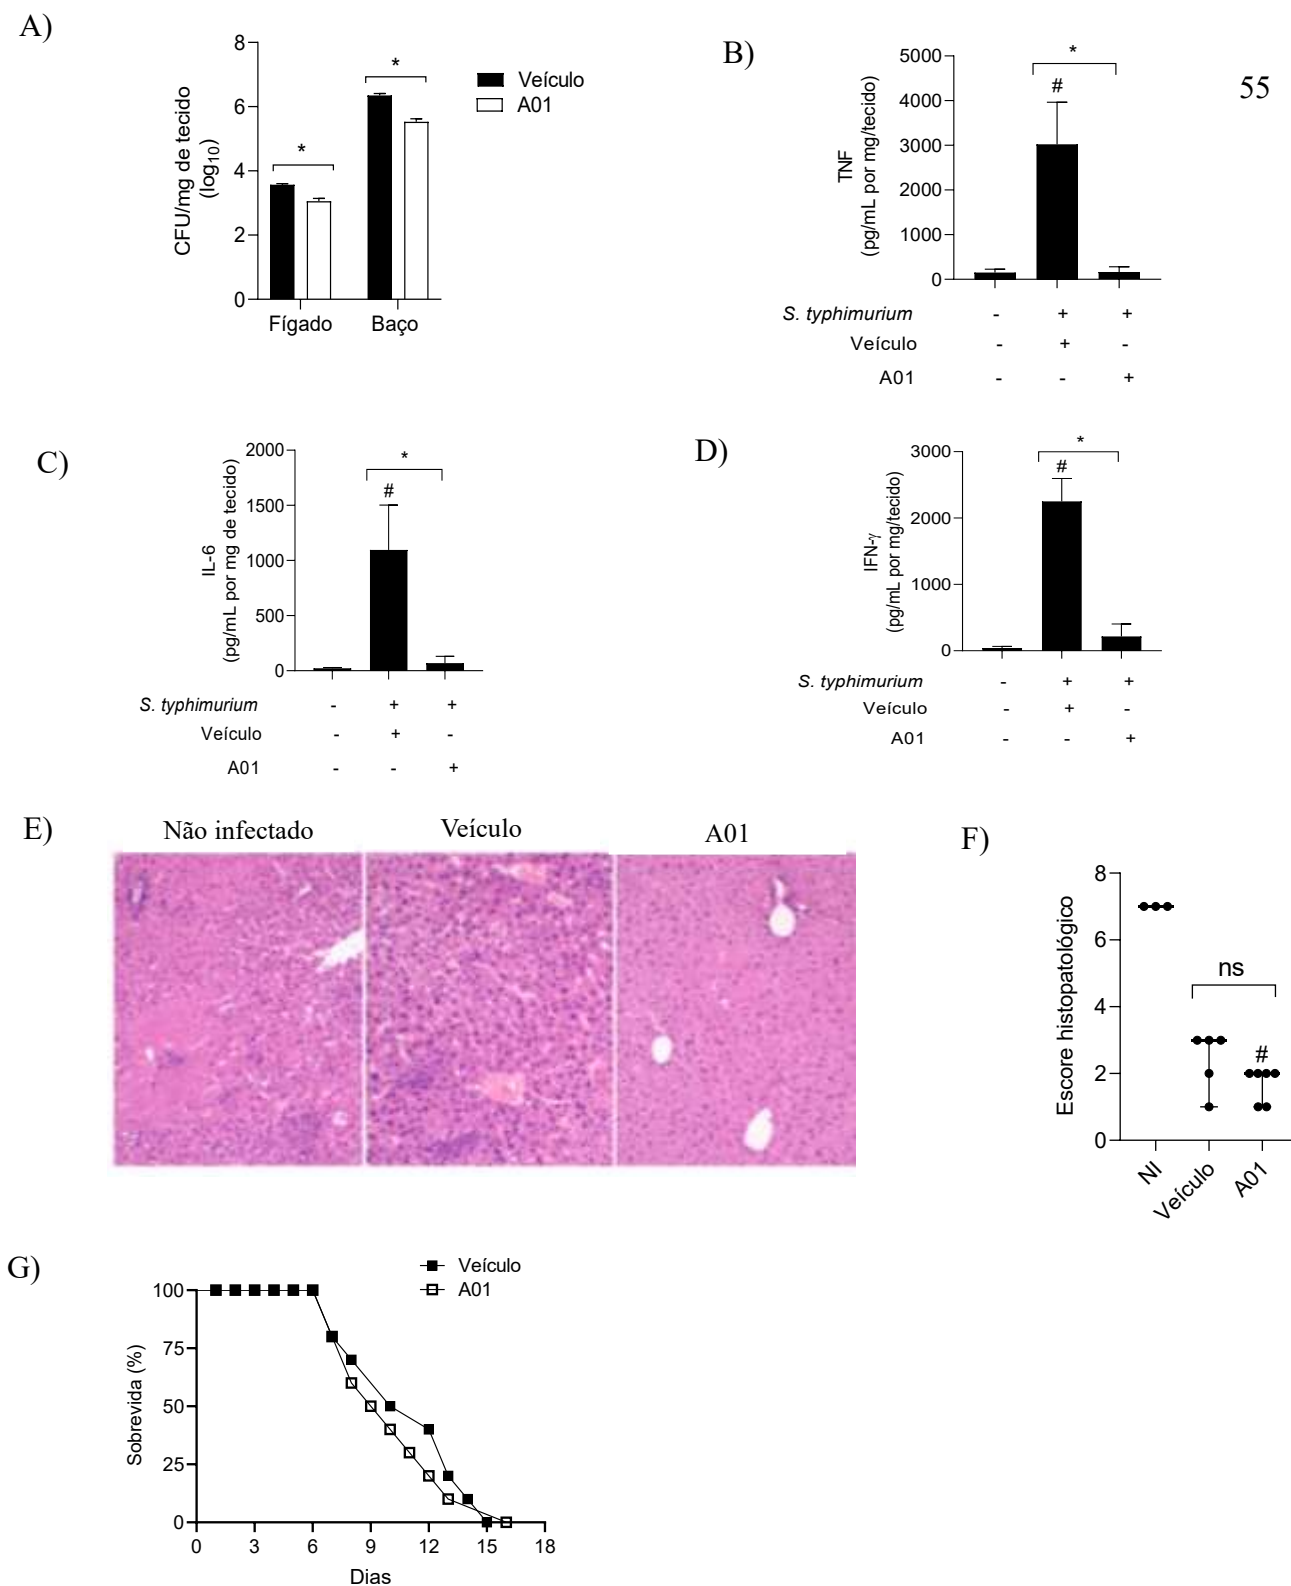 A)
8
6
4
2
0
CFU/mg de tecido
(log10)
*
*
Fígado
Baço
Veículo
A01
B)
55
5000
4000
3000
2000
1000
0
TNF
(pg/mL por mg/tecido)
*
#
S. typhimurium - + +
Veículo - + -
A01 - - +
C)
2000
1500
1000
500
0
IL-6
(pg/mL por mg de tecido)
*
#
S. typhimurium - + +
Veículo - + -
A01 - - +
D)
3000
2000
1000
0
IFN-γ
(pg/mL por mg/tecido)
*
#
S. typhimurium - + +
Veículo - + -
A01 - - +
E)
Não infectado
Veículo
A01
F)
8
6
4
2
0
Escore histopatológico
ns
#
NI
Veículo
A01
G)
Veículo
A01
100
75
50
25
0
Sobrevida (%)
0 3 6 9 12 15 18
Dias